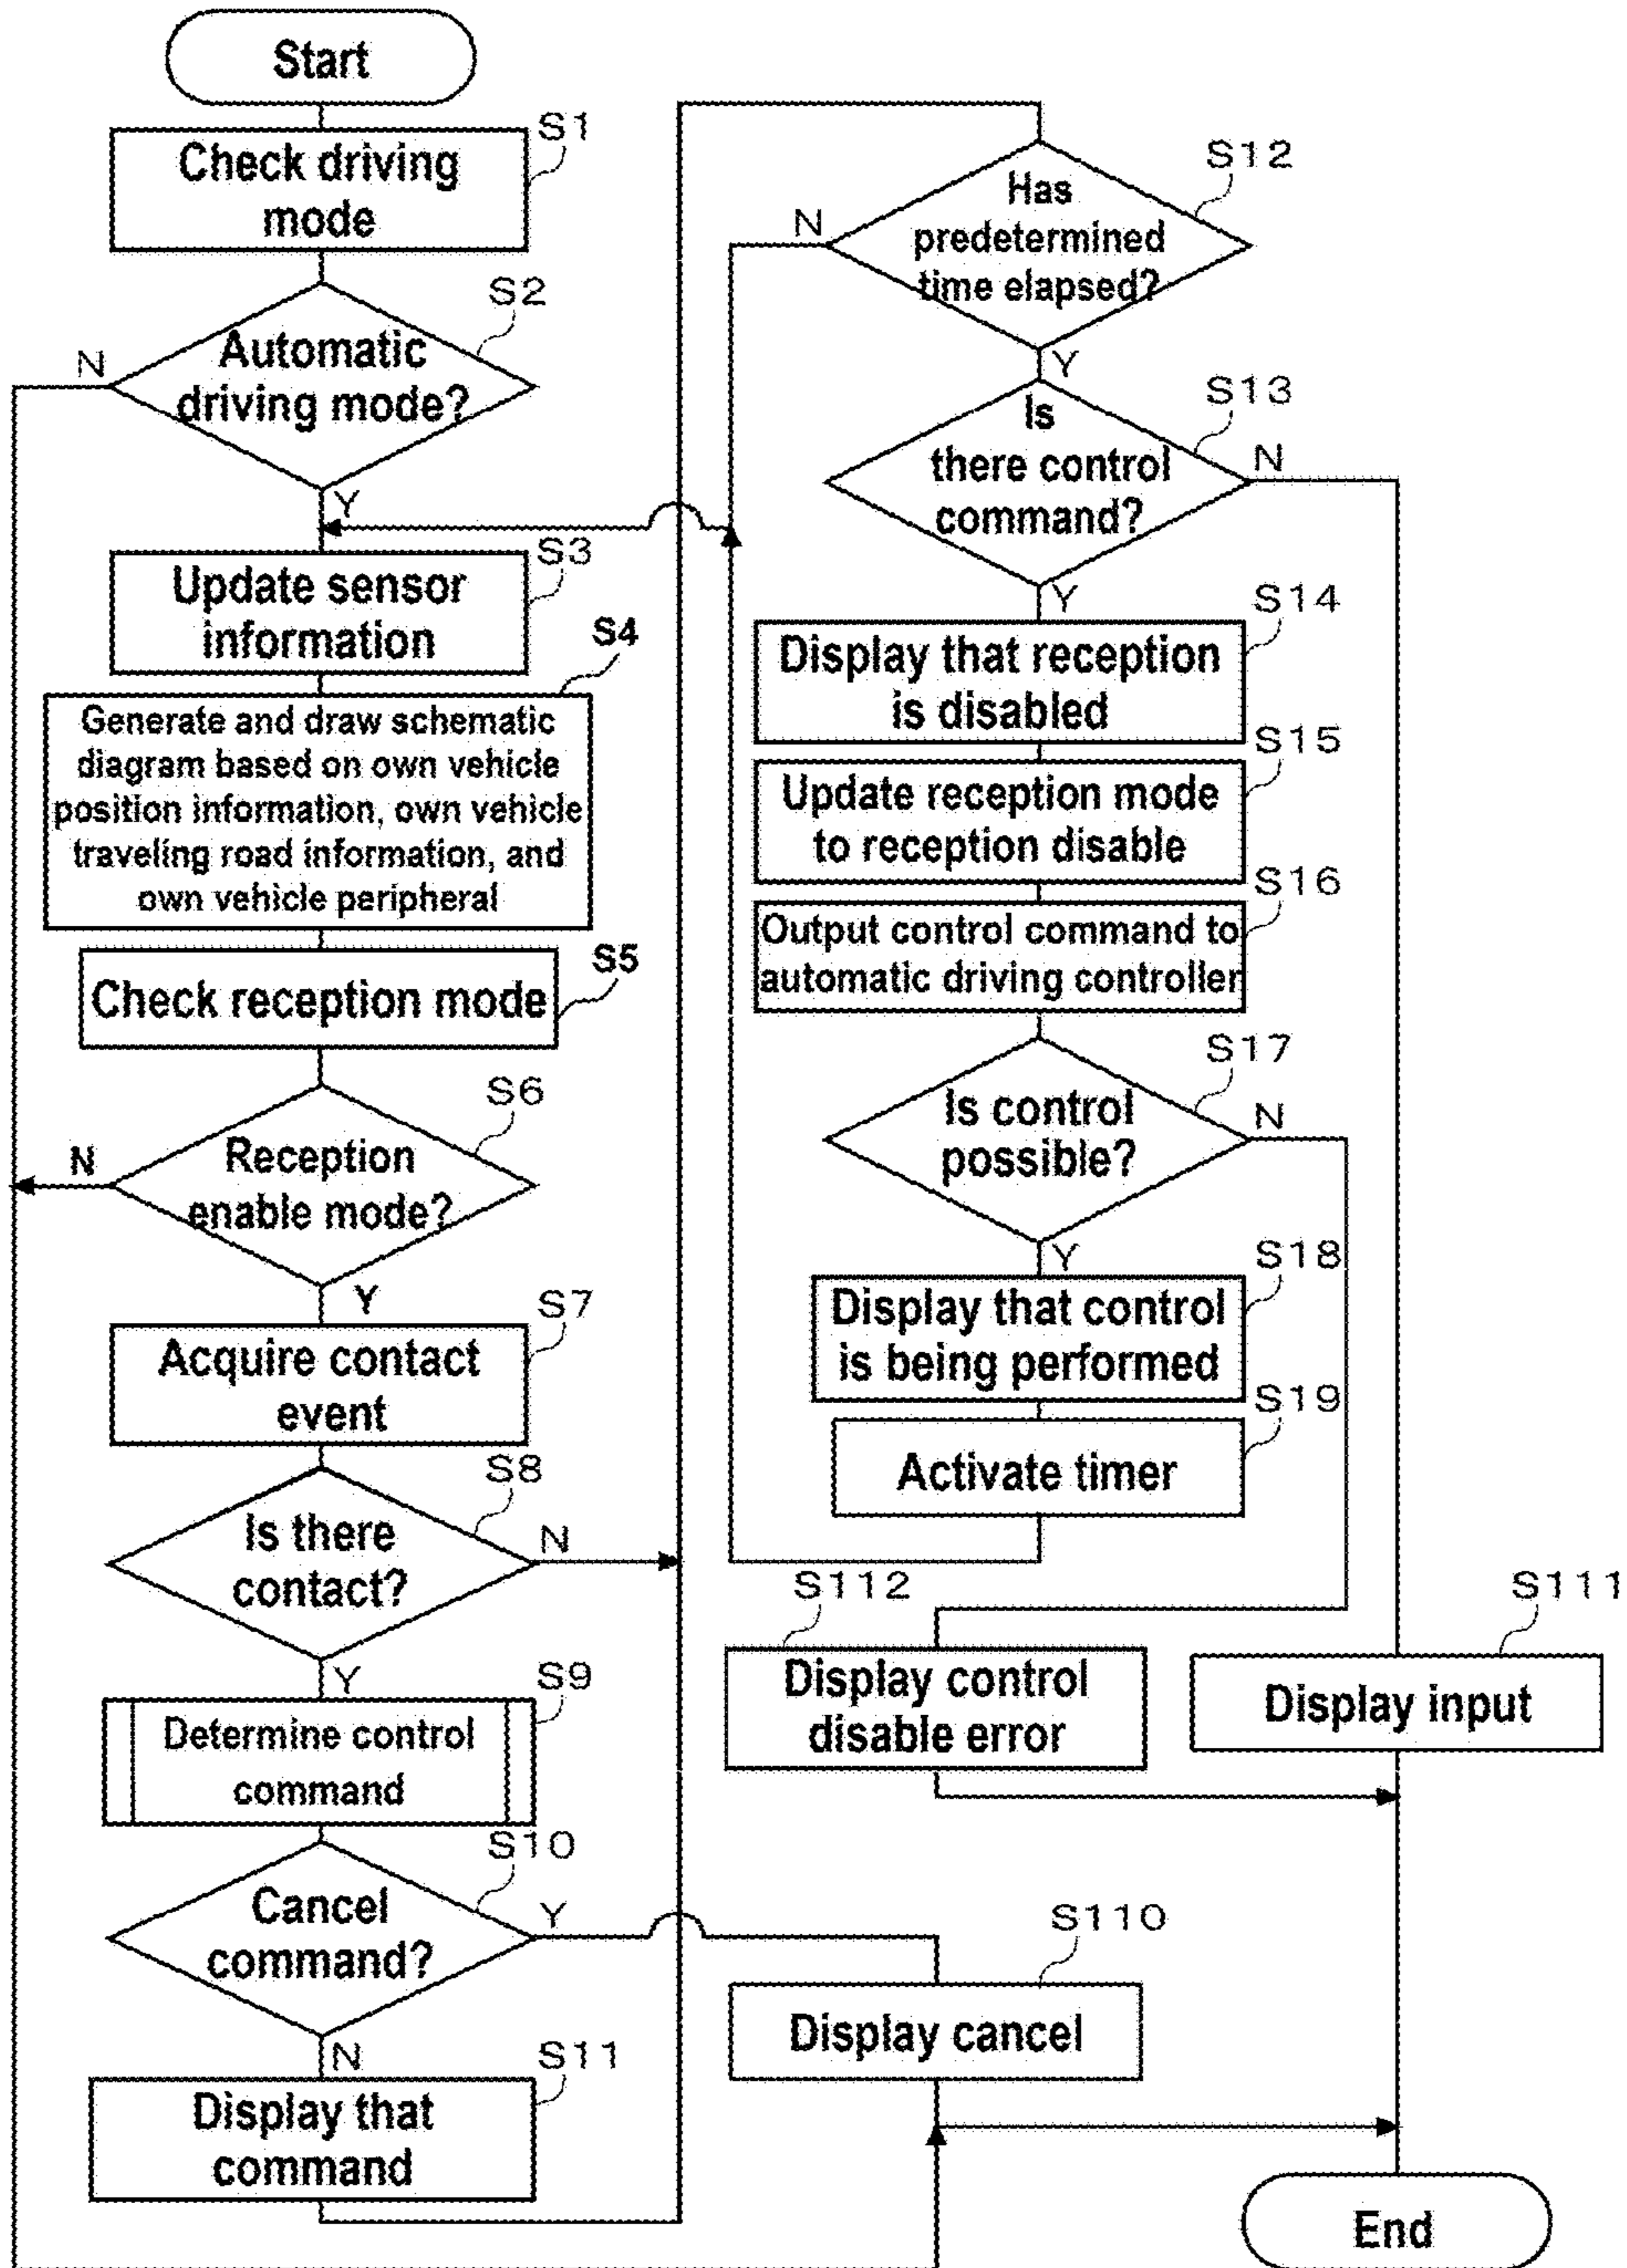 Start
S1
Check driving
mode
S2
Automatic
driving mode?
N
Y
S3
Update sensor
information
S4
Generate and draw schematic
diagram based on own vehicle
position information, own vehicle
traveling road information, and
own vehicle peripheral
S5
Check reception mode
S6
Reception
enable mode?
N
Y
S7
Acquire contact
event
S8
Is there
contact?
N
Y
S9
Determine control
command
S10
Cancel
command?
Y
N
S11
Display that
command
S12
Has
predetermined
time elapsed?
N
Y
S13
Is
there control
command?
N
Y
S14
Display that reception
is disabled
S15
Update reception mode
to reception disable
S16
Output control command to
automatic driving controller
S17
Is control
possible?
N
Y
S18
Display that control
is being performed
S19
Activate timer
S112
Display control
disable error
S111
Display input
S110
Display cancel
End